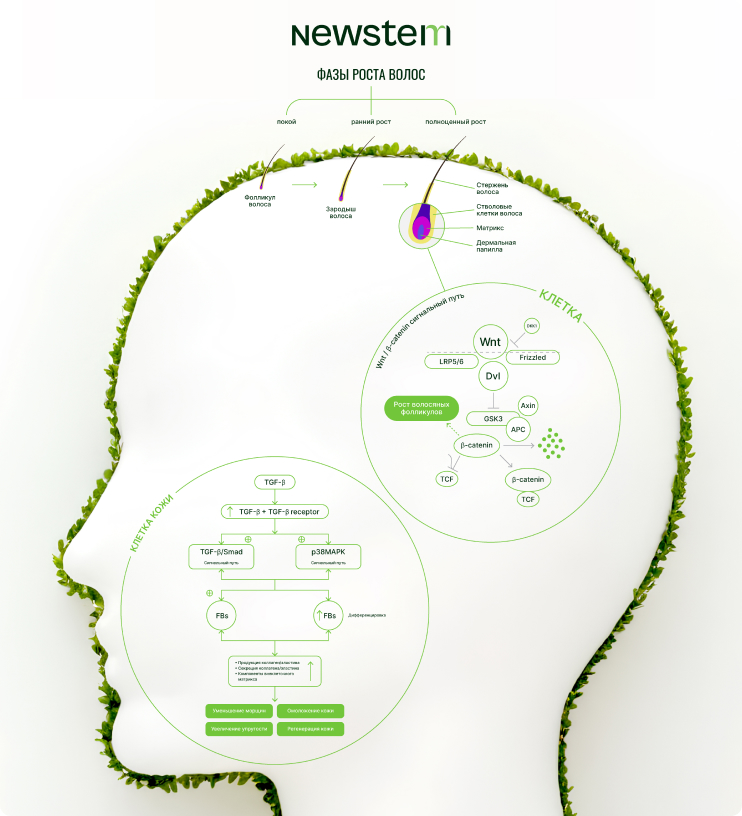 Newstem
ФАЗЫ РОСТА ВОЛОС
покой
ранний рост
полноценный рост
Фолликул
волоса
Зародыш
волоса
Стержень
волоса
Стволовые
клетки волоса
Матрикс
Дермальная
папилла
Wnt / β-catenin сигнальный путь
КЛЕТКА
DKK1
Wnt
LRP5/6
Frizzled
Dvl
Рост волосяных
фолликулов
Axin
GSK3
APC
β-catenin
TCF
β-catenin
TCF
КЛЕТКА КОЖИ
TGF-β
↑ TGF-β + TGF-β receptor
TGF-β/Smad
Сигнальный путь
p38MAPK
Сигнальный путь
FBs
↑ FBs
Дифференцировка
• Продукция коллаген/эластина
• Секреция коллагена/эластина
• Компоненты внеклеточного
матрикса
Уменьшение морщин
Омоложение кожи
Увеличение упругости
Регенерация кожи